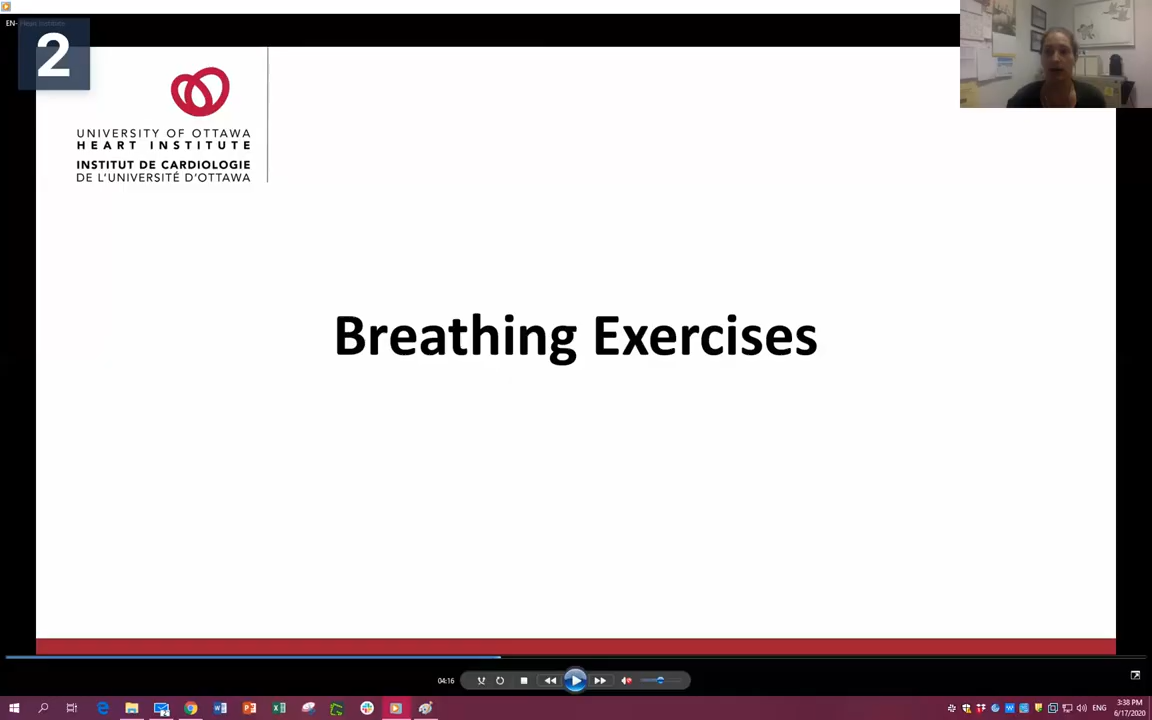 EN-
2
UNIVERSITY OF OTTAWA
HEART INSTITUTE
INSTITUT DE CARDIOLOGIE
DE L'UNIVERSITÉ D'OTTAWA
Breathing Exercises
04:16
ENG
3:38 PM
6/17/2020